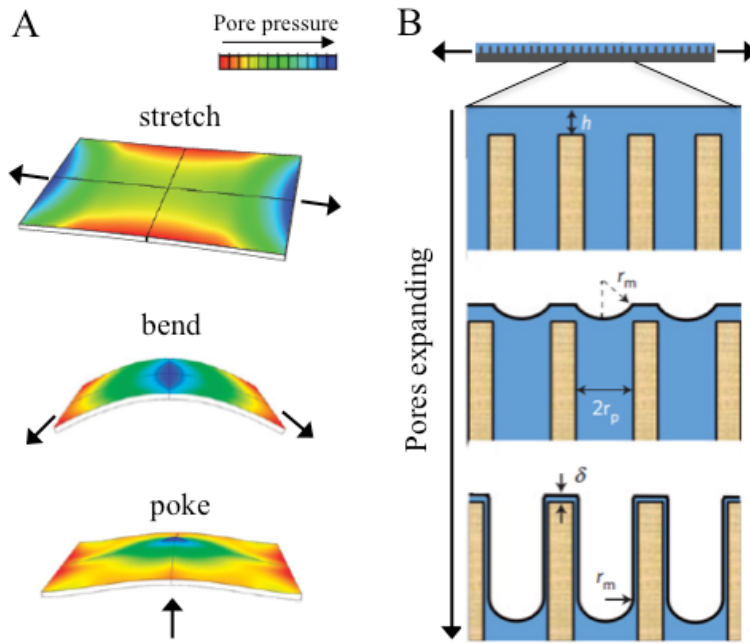 A
Pore pressure
stretch
bend
poke
B
Pores expanding
h
rₘ
2rₚ
δ
rₘ